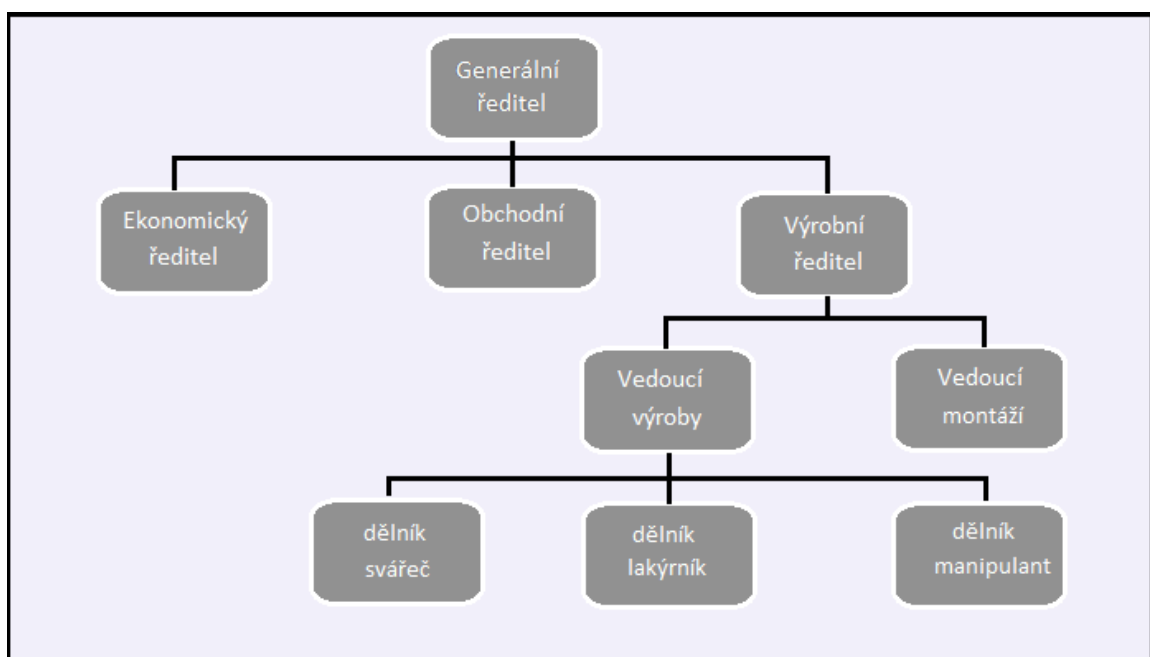 Generální
ředitel
Ekonomický
ředitel
Obchodní
ředitel
Výrobní
ředitel
Vedoucí
výroby
Vedoucí
montáží
dělník
svářeč
dělník
lakýrník
dělník
manipulant